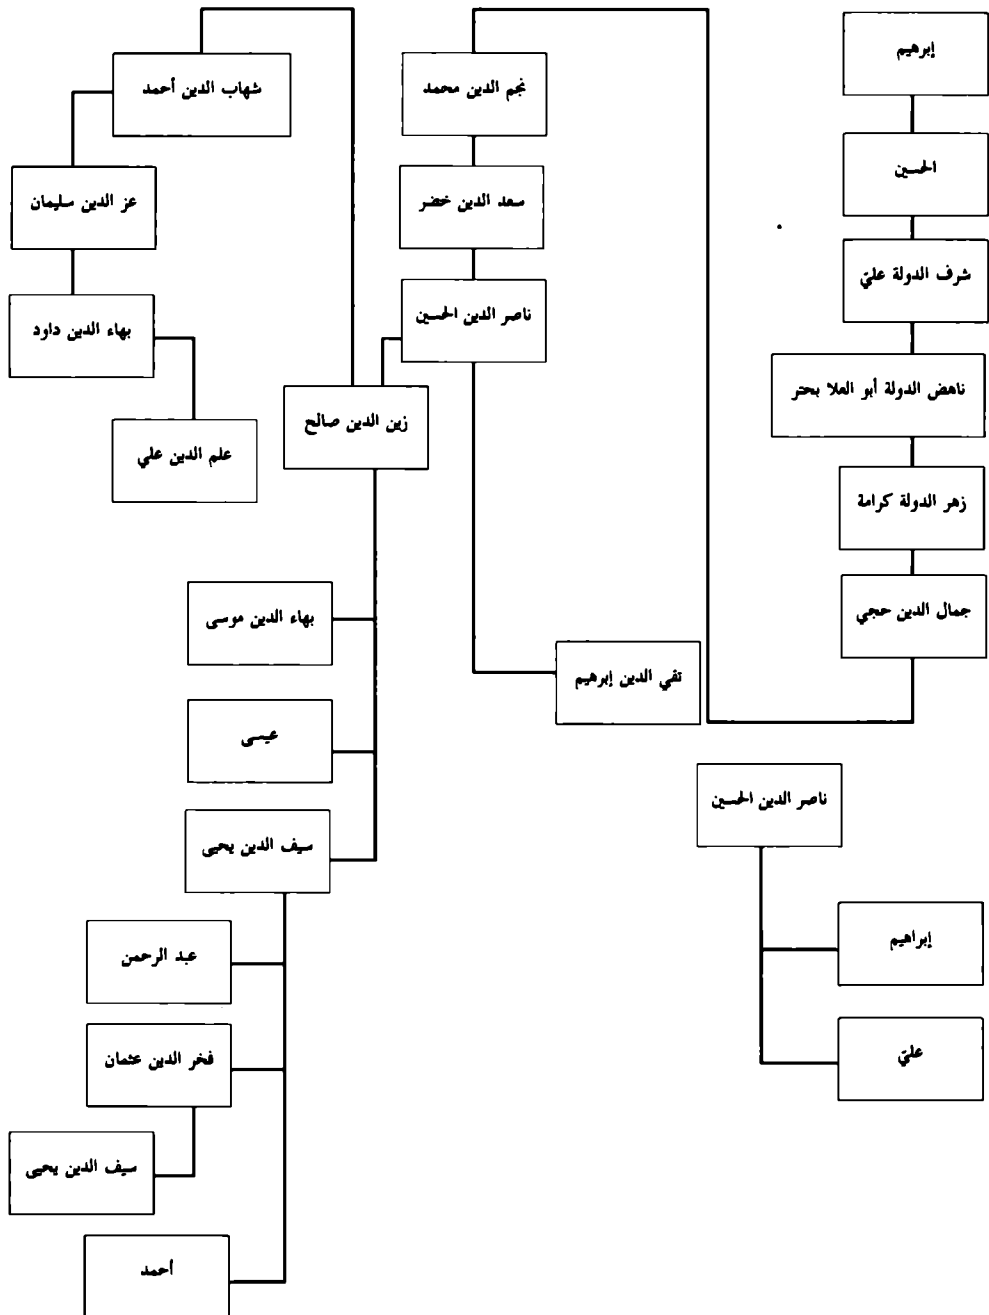 إبرهيم
الحسين
شرف الدولة عليّ
ناهض الدولة أبو العلا بحتر
زهر الدولة كرامة
جمال الدين حجي
نجم الدين محمد
سعد الدين خضر
ناصر الدين الحسين
زين الدين صالح
تقي الدين إبرهيم
شهاب الدين أحمد
عز الدين سليمان
بهاء الدين داود
علم الدين علي
بهاء الدين موسى
عيسى
سيف الدين يحيى
عبد الرحمن
فخر الدين عثمان
سيف الدين يحيى
أحمد
ناصر الدين الحسين
إبراهيم
عليّ